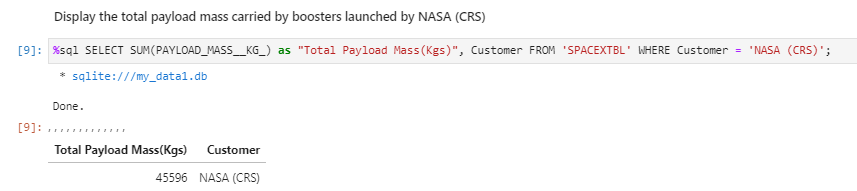 Display the total payload mass carried by boosters launched by NASA (CRS)
[9]: %sql SELECT SUM(PAYLOAD_MASS__KG_) as "Total Payload Mass(Kgs)", Customer FROM 'SPACEXTBL' WHERE Customer = 'NASA (CRS)';
* sqlite:///my_data1.db
Done.
[9]: ,,,,,,,,,,,,,
Total Payload Mass(Kgs) Customer
45596 NASA (CRS)